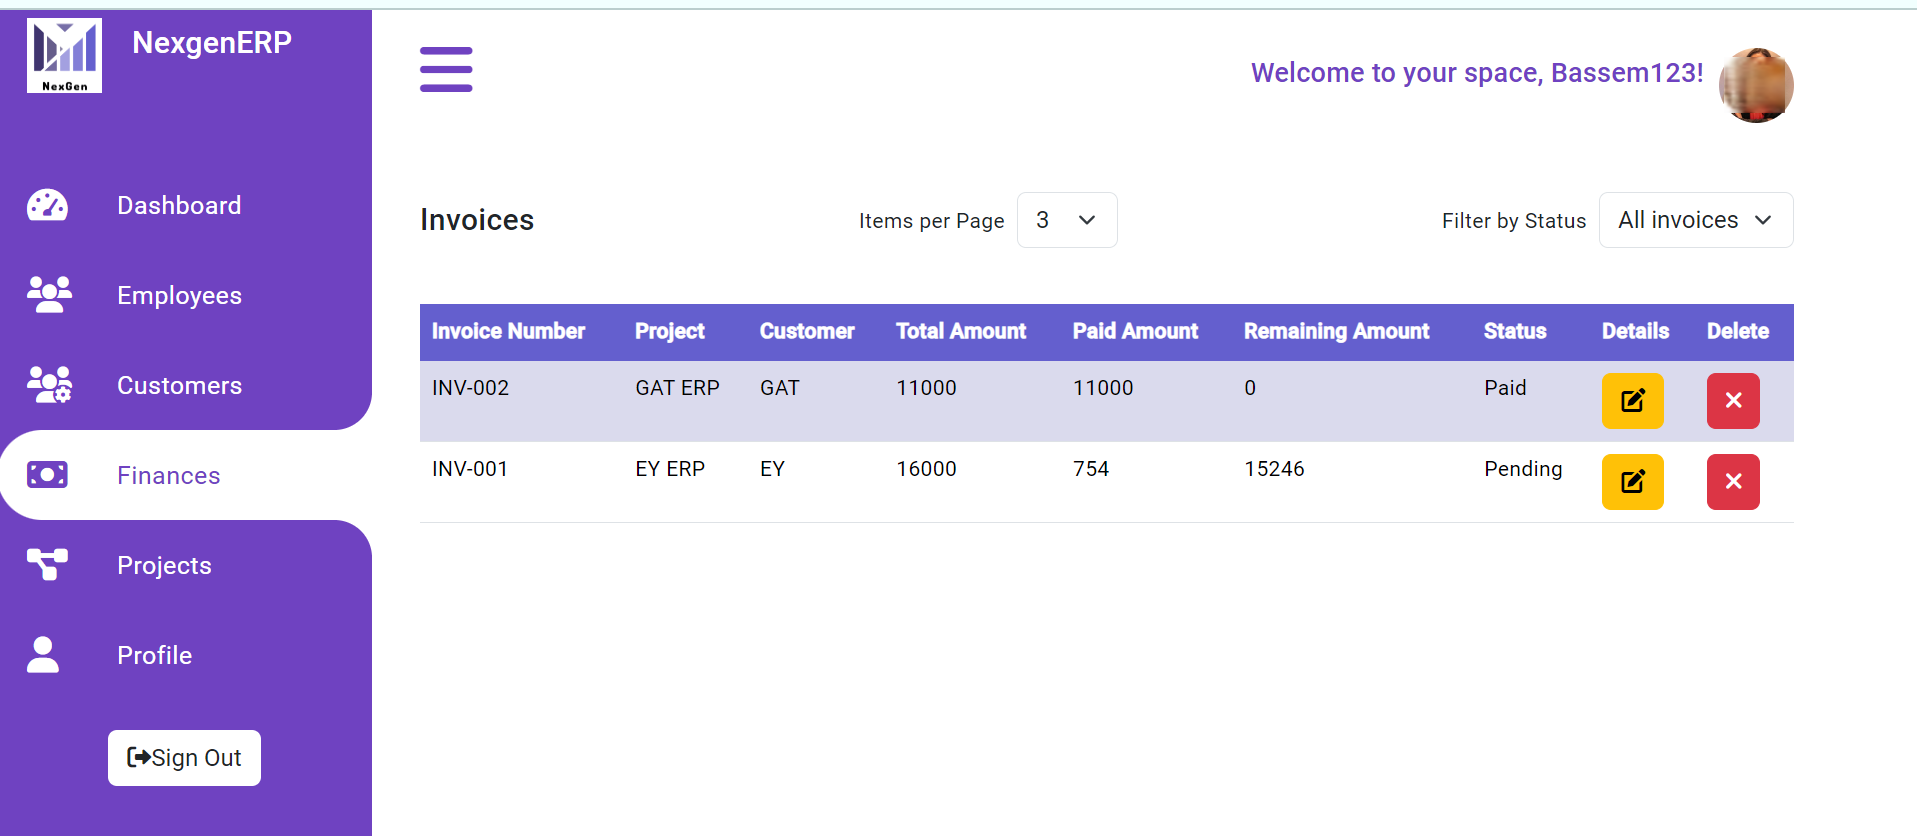 NexGen
NexgenERP
Welcome to your space, Bassem123!
Dashboard
Employees
Customers
Finances
Projects
Profile
Sign Out
Invoices
Items per Page 3
Filter by Status All invoices
Invoice Number Project Customer Total Amount Paid Amount Remaining Amount Status Details Delete
INV-002 GAT ERP GAT 11000 11000 0 Paid
INV-001 EY ERP EY 16000 754 15246 Pending